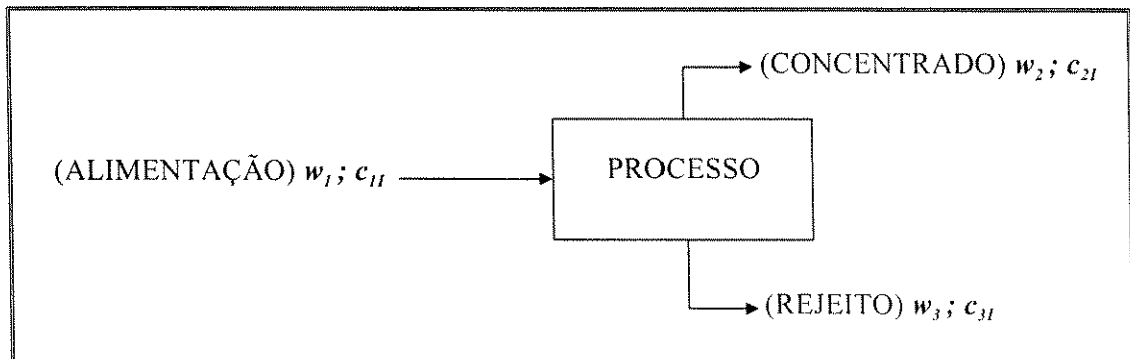 (CONCENTRADO) w₂ ; c₂₁
(ALIMENTAÇÃO) w₁ ; c₁₁
PROCESSO
(REJEITO) w₃ ; c₃₁